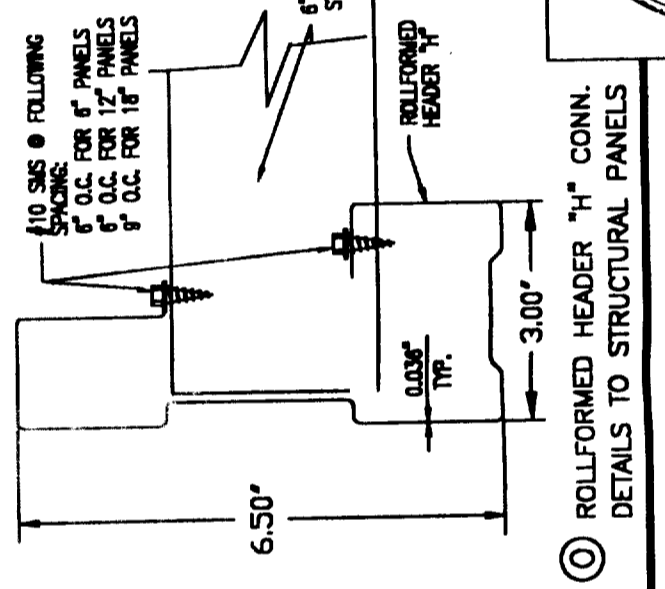 #10 SMS @ FOLLOWING
SPACING:
6" O.C. FOR 6" PANELS
6" O.C. FOR 12" PANELS
9" O.C. FOR 18" PANELS
6"
S
ROLLFORMED
HEADER "H"
0.036"
TYP.
3.00"
6.50"
O ROLLFORMED HEADER "H" CONN.
DETAILS TO STRUCTURAL PANELS